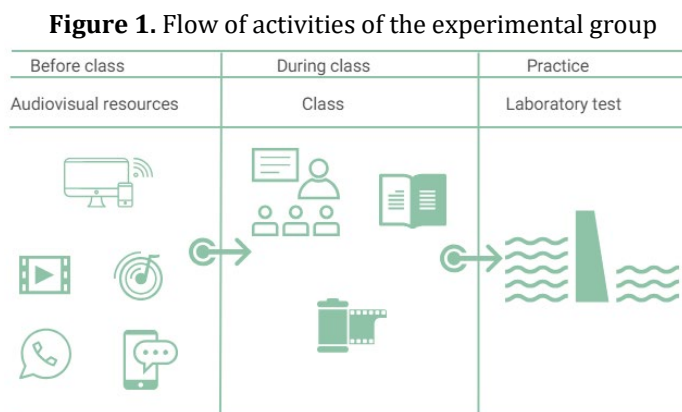 Figure 1. Flow of activities of the experimental group
Before class
During class
Practice
Audiovisual resources
Class
Laboratory test